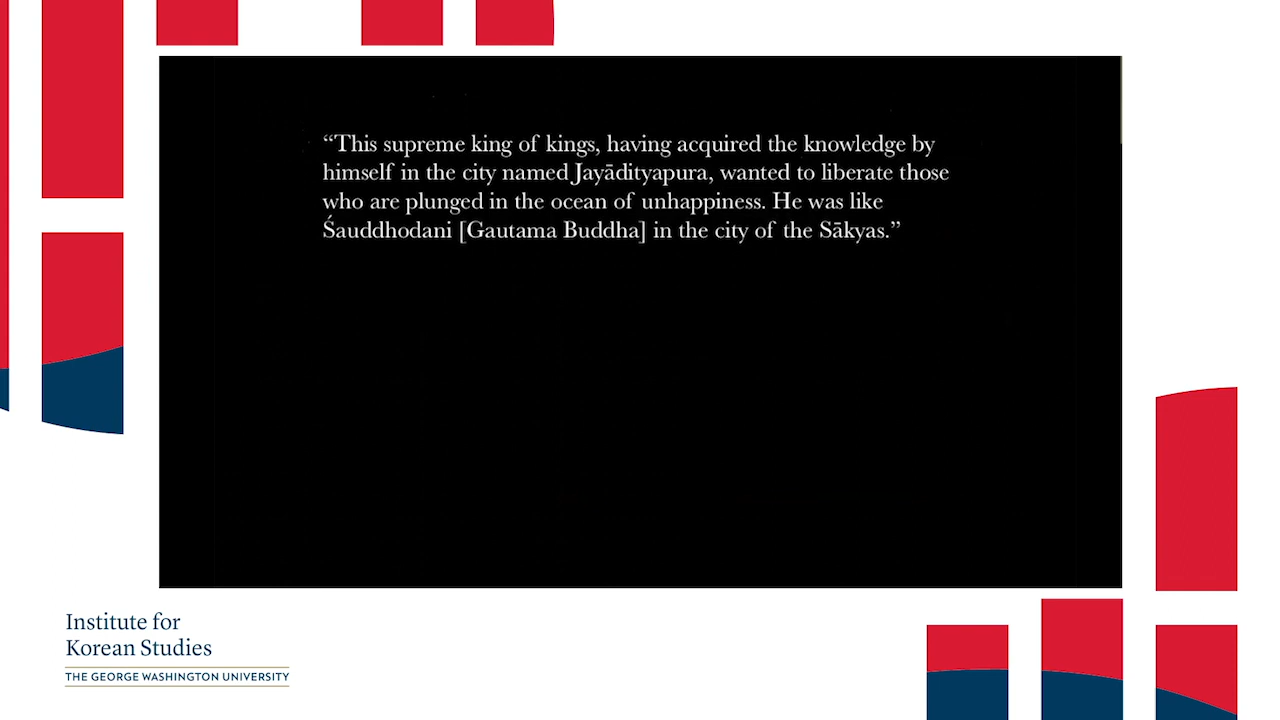 “This supreme king of kings, having acquired the knowledge by
himself in the city named Jayādityapura, wanted to liberate those
who are plunged in the ocean of unhappiness. He was like
Śauddhodani [Gautama Buddha] in the city of the Sākyas.”
Institute for
Korean Studies
THE GEORGE WASHINGTON UNIVERSITY